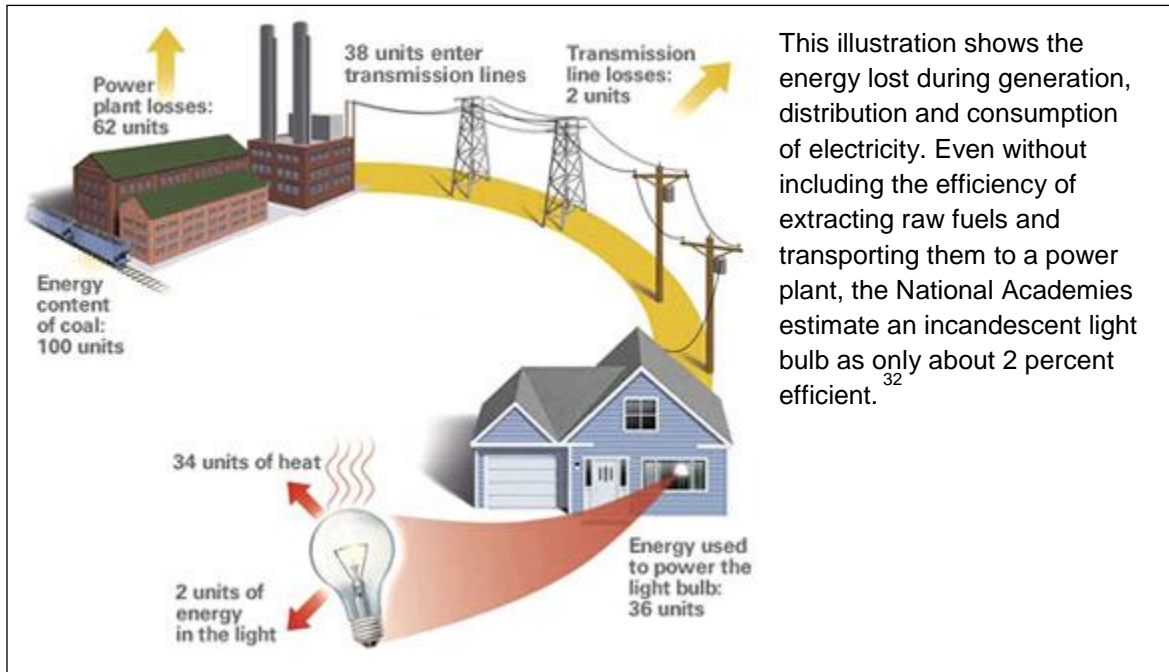 Power
plant losses:
62 units
38 units enter
transmission lines
Transmission
line losses:
2 units
Energy
content
of coal:
100 units
34 units of heat
2 units of
energy
in the light
Energy used
to power the
light bulb:
36 units
This illustration shows the
energy lost during generation,
distribution and consumption
of electricity. Even without
including the efficiency of
extracting raw fuels and
transporting them to a power
plant, the National Academies
estimate an incandescent light
bulb as only about 2 percent
efficient. 32